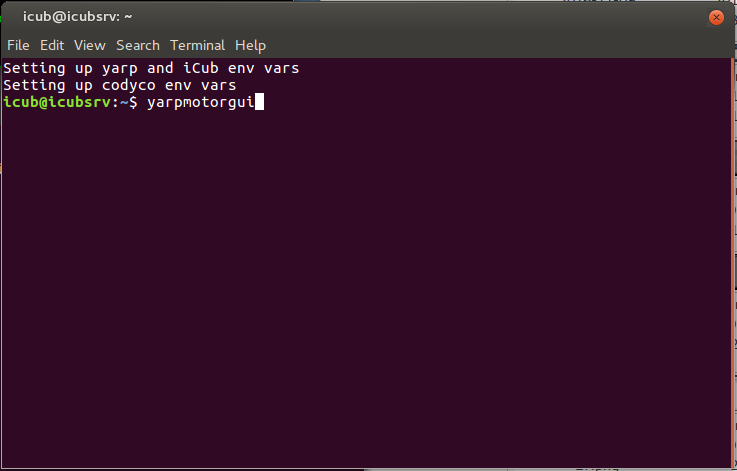 icub@icubsrv: ~
File Edit View Search Terminal Help
Setting up yarp and iCub env vars
Setting up codyco env vars
icub@icubsrv:~$ yarpmotorgui